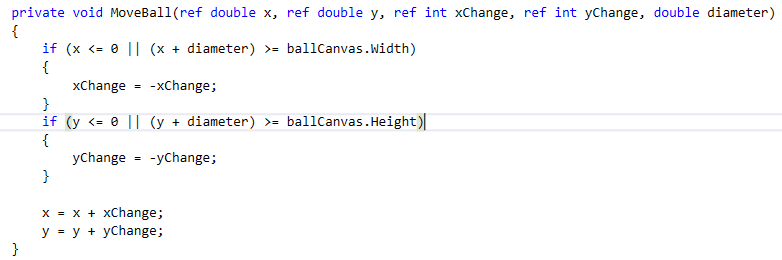 private void MoveBall(ref double x, ref double y, ref int xChange, ref int yChange, double diameter)
{
    if (x <= 0 || (x + diameter) >= ballCanvas.Width)
    {
        xChange = -xChange;
    }
    if (y <= 0 || (y + diameter) >= ballCanvas.Height)
    {
        yChange = -yChange;
    }

    x = x + xChange;
    y = y + yChange;
}